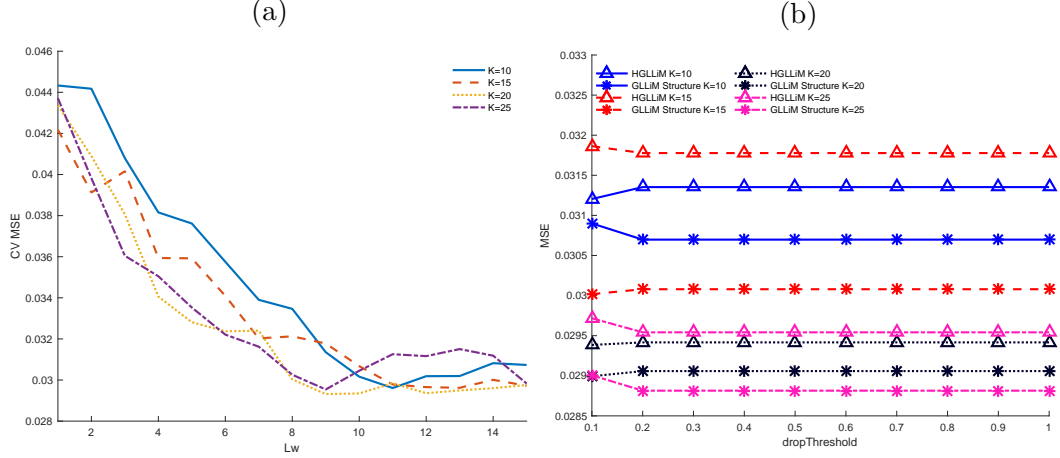 (a)
0.046
0.044
0.042
0.04
0.038
0.036
0.034
0.032
0.03
0.028
CV MSE
2
4
6
8
10
12
14
Lw
K=10
K=15
K=20
K=25
(b)
0.033
0.0325
0.032
0.0315
0.031
0.0305
0.03
0.0295
0.029
0.0285
MSE
0.1
0.2
0.3
0.4
0.5
0.6
0.7
0.8
0.9
1
dropThreshold
HGLLiM K=10
GLLiM Structure K=10
HGLLiM K=15
GLLiM Structure K=15
HGLLiM K=20
GLLiM Structure K=20
HGLLiM K=25
GLLiM Structure K=25